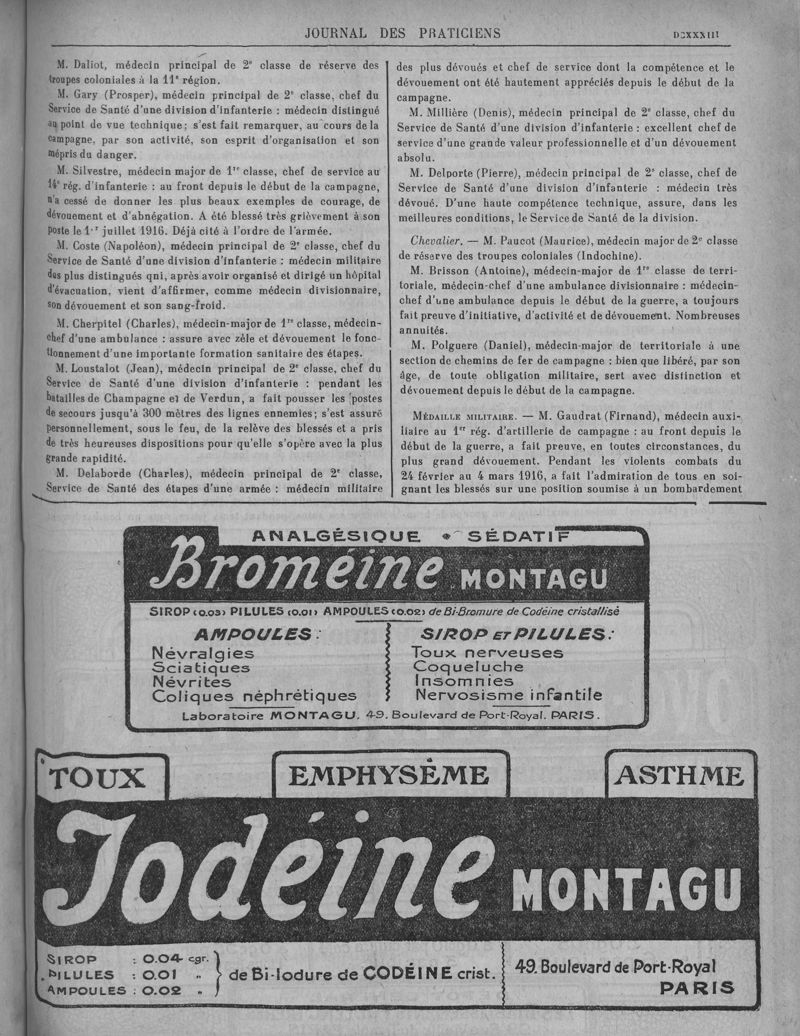 JOURNAL DES PRATICIENS
M. Daliot, médecin principal de 2e classe de réserve des
troupes coloniales à la 11e région.
M. Gary (Prosper), médecin principal de 2e classe, chef du
Service de Santé d'une division d'infanterie : médecin distingué
au point de vue technique; s'est fait remarquer, au cours de la
campagne, par son activité, son esprit d'organisation et son
mépris du danger.
M. Silvestre, médecin major de 1re classe, chef de service au
14e rég. d'infanterie : au front depuis le début de la campagne,
n'a cessé de donner les plus beaux exemples de courage, de
dévouement et d'abnégation. A été blessé très grièvement à son
poste le 1er juillet 1916. Déjà cité à l'ordre de l'armée.
M. Coste (Napoléon), médecin principal de 2e classe, chef du
Service de Santé d'une division d'infanterie : médecin militaire
des plus distingués qni, après avoir organisé et dirigé un hôpital
d'évacuation, vient d'affirmer, comme médecin divisionnaire,
son dévouement et son sang-froid.
M. Cherpitel (Charles), médecin-major de 1re classe, médecin-
chef d'une ambulance : assure avec zèle et dévouement le fonc-
tionnement d'une importante formation sanitaire des étapes.
M. Loustalot (Jean), médecin principal de 2e classe, chef du
Service de Santé d'une division d'infanterie : pendant les
batailles de Champagne et de Verdun, a fait pousser les postes
de secours jusqu'à 300 mètres des lignes ennemies; s'est assuré
personnellement, sous le feu, de la relève des blessés et a pris
de très heureuses dispositions pour qu'elle s'opère avec la plus
grande rapidité.
M. Delaborde (Charles), médecin principal de 2e classe,
Service de Santé des étapes d'une armée : médecin militaire
des plus dévoués et chef de service dont la compétence et le
dévouement ont été hautement appréciés depuis le début de la
campagne.
M. Millière (Denis), médecin principal de 2e classe, chef du
Service de Santé d'une division d'infanterie : excellent chef de
service d'une grande valeur professionnelle et d'un dévouement
absolu.
M. Delporte (Pierre), médecin principal de 2e classe, chef de
Service de Santé d'une division d'infanterie : médecin très
dévoué. D'une haute compétence technique, assure, dans les
meilleures conditions, le Service de Santé de la division.
Chevalier. — M. Paucot (Maurice), médecin major de 2e classe
de réserve des troupes coloniales (Indochine).
M. Brisson (Antoine), médecin-major de 1re classe de terri-
toriale, médecin-chef d'une ambulance divisionnaire : médecin-
chef d'une ambulance depuis le début de la guerre, a toujours
fait preuve d'initiative, d'activité et de dévouement. Nombreuses
annuités.
M. Polguere (Daniel), médecin-major de territoriale à une
section de chemins de fer de campagne : bien que libéré, par son
âge, de toute obligation militaire, sert avec distinction et
dévouement depuis le début de la campagne.
MÉDAILLE MILITAIRE. — M. Gaudrat (Firnand), médecin auxi-
liaire au 1er rég. d'artillerie de campagne : au front depuis le
début de la guerre, a fait preuve, en toutes circonstances, du
plus grand dévouement. Pendant les violents combats du
24 février au 4 mars 1916, a fait l'admiration de tous en soi-
gnant les blessés sur une position soumise à un bombardement
ANALGÉSIQUE * SÉDATIF
Broméine MONTAGU
SIROP (0.03) PILULES (0.01) AMPOULES (0.02) de Bi-Bromure de Codéine cristallisé
AMPOULES :
Névralgies
Sciatiques
Névrites
Coliques néphrétiques
SIROP ET PILULES :
Toux nerveuses
Coqueluche
Insomnies
Nervosisme infantile
Laboratoire MONTAGU. 49. Boulevard de Port-Royal. PARIS.
TOUX
EMPHYSÈME
ASTHME
Iodéine MONTAGU
SIROP : 0.04 cgr.
PILULES : 0.01 "
AMPOULES : 0.02 "
de Bi-Iodure de CODÉINE crist.
49. Boulevard de Port-Royal
PARIS